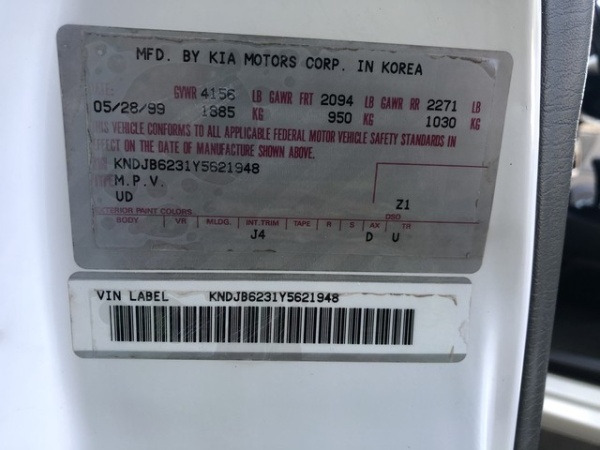 MFD. BY KIA MOTORS CORP. IN KOREA
GVWR 4156 LB GAWR FRT 2094 LB GAWR RR 2271 LB
05/28/99 1885 KG 950 KG 1030 KG
VEHICLE CONFORMS TO ALL APPLICABLE FEDERAL MOTOR VEHICLE SAFETY STANDARDS IN
EFFECT ON THE DATE OF MANUFACTURE SHOWN ABOVE.
KNDJB6231Y5621948
M.P.V.
UD Z1
EXTERIOR PAINT COLORS DSO
BODY VR MLDG. INT.TRIM TAPE R S AX TR
J4 D U
VIN LABEL KNDJB6231Y5621948